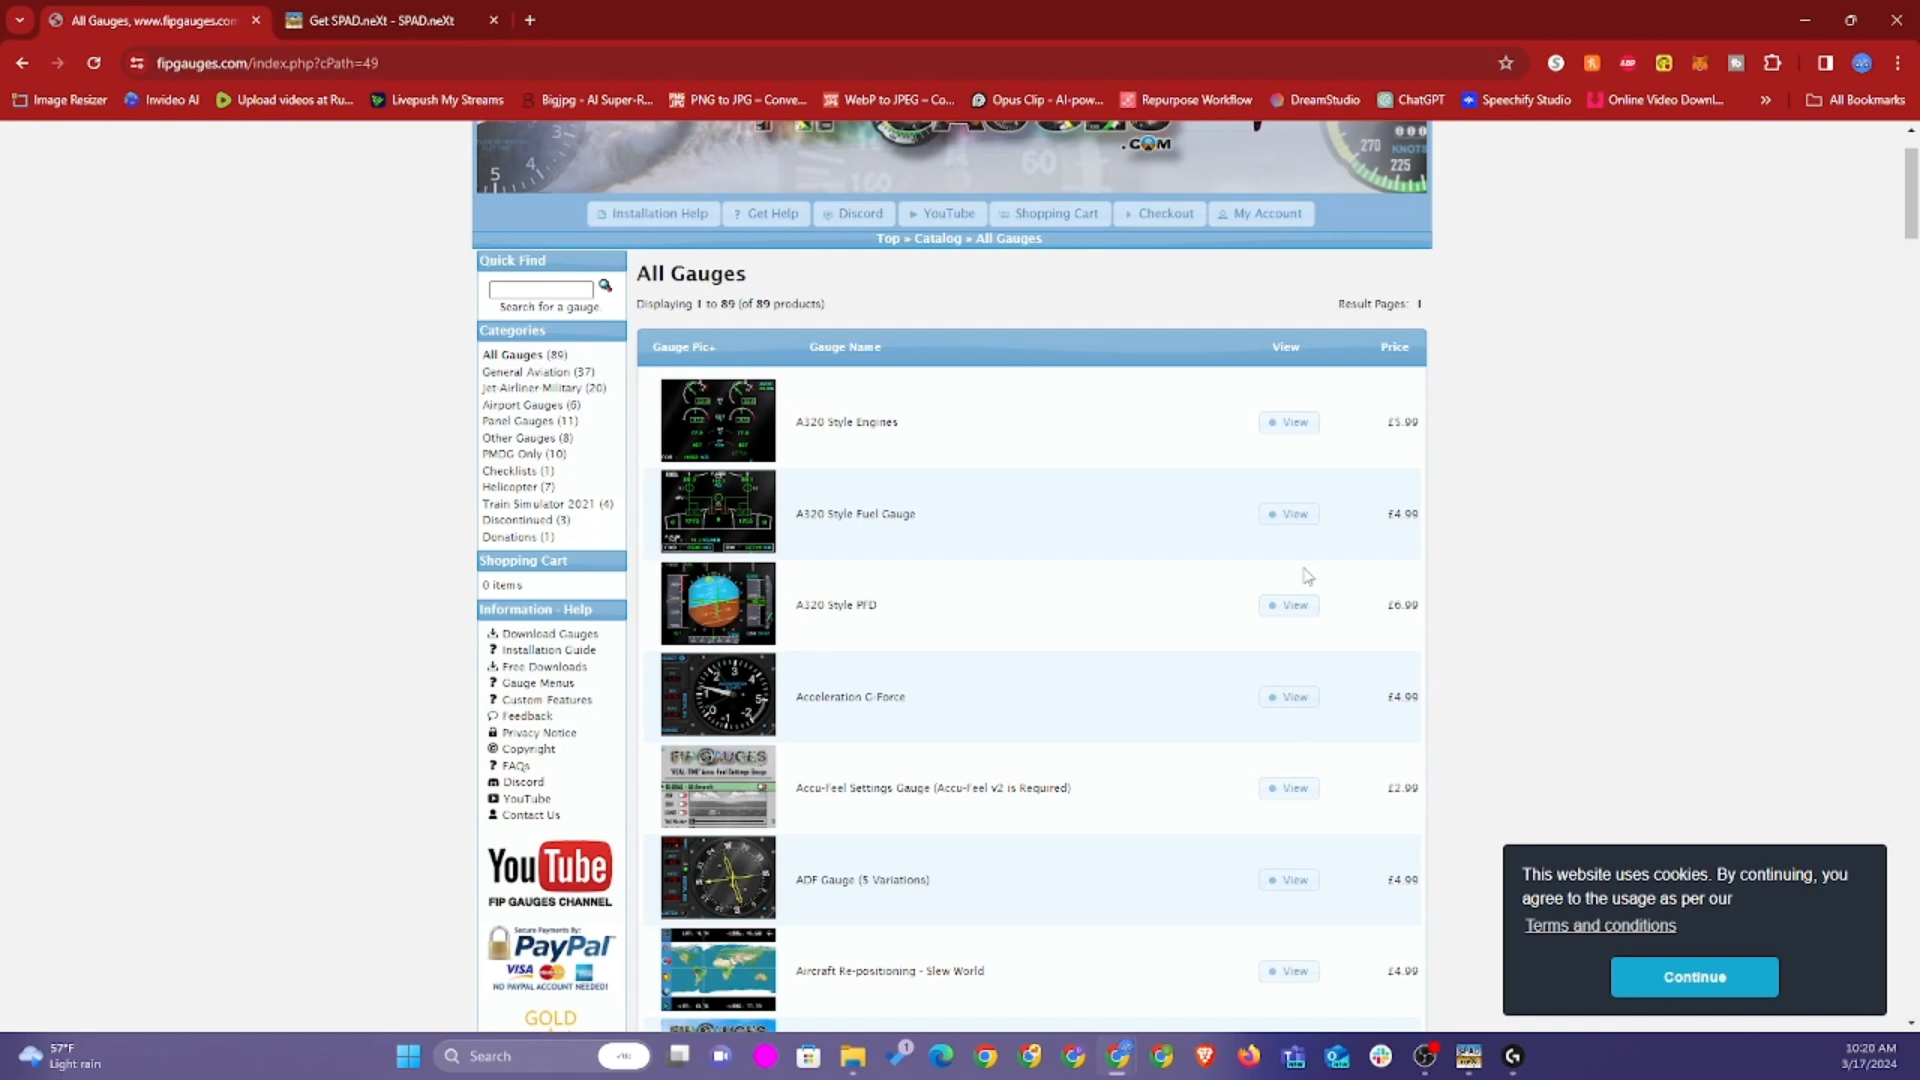 All Gauges, www.fipgauges.com
Get SPAD.neXt - SPAD.neXt
fipgauges.com/index.php?cPath=49
Image Resizer
Invideo AI
Upload videos at Ru...
Livepush My Streams
Bigjpg - AI Super-R...
PNG to JPG – Conve...
WebP to JPEG – Co...
Opus Clip - AI-pow...
Repurpose Workflow
DreamStudio
ChatGPT
Speechify Studio
Online Video Downl...
All Bookmarks
.COM
270
KNOTS
225
Installation Help
Get Help
Discord
YouTube
Shopping Cart
Checkout
My Account
Top » Catalog » All Gauges
Quick Find
Search for a gauge.
Categories
All Gauges (89)
General Aviation (37)
Jet-Airliner-Military (20)
Airport Gauges (6)
Panel Gauges (11)
Other Gauges (8)
PMDG Only (10)
Checklists (1)
Helicopter (7)
Train Simulator 2021 (4)
Discontinued (3)
Donations (1)
Shopping Cart
0 items
Information - Help
Download Gauges
Installation Guide
Free Downloads
Gauge Menus
Custom Features
Feedback
Privacy Notice
Copyright
FAQs
Discord
YouTube
Contact Us
YouTube
FIP GAUGES CHANNEL
Secure Payments By:
PayPal
VISA
NO PAYPAL ACCOUNT NEEDED!
GOLD
All Gauges
Displaying 1 to 89 (of 89 products)
Result Pages: 1
Gauge Pic+ Gauge Name View Price
A320 Style Engines View £5.99
A320 Style Fuel Gauge View £4.99
A320 Style PFD View £6.99
Acceleration G-Force View £4.99
Accu-Feel Settings Gauge (Accu-Feel v2 is Required) View £2.99
ADF Gauge (5 Variations) View £4.99
Aircraft Re-positioning - Slew World View £4.99
This website uses cookies. By continuing, you
agree to the usage as per our
Terms and conditions
Continue
57°F
Light rain
Search
10:20 AM
3/17/2024